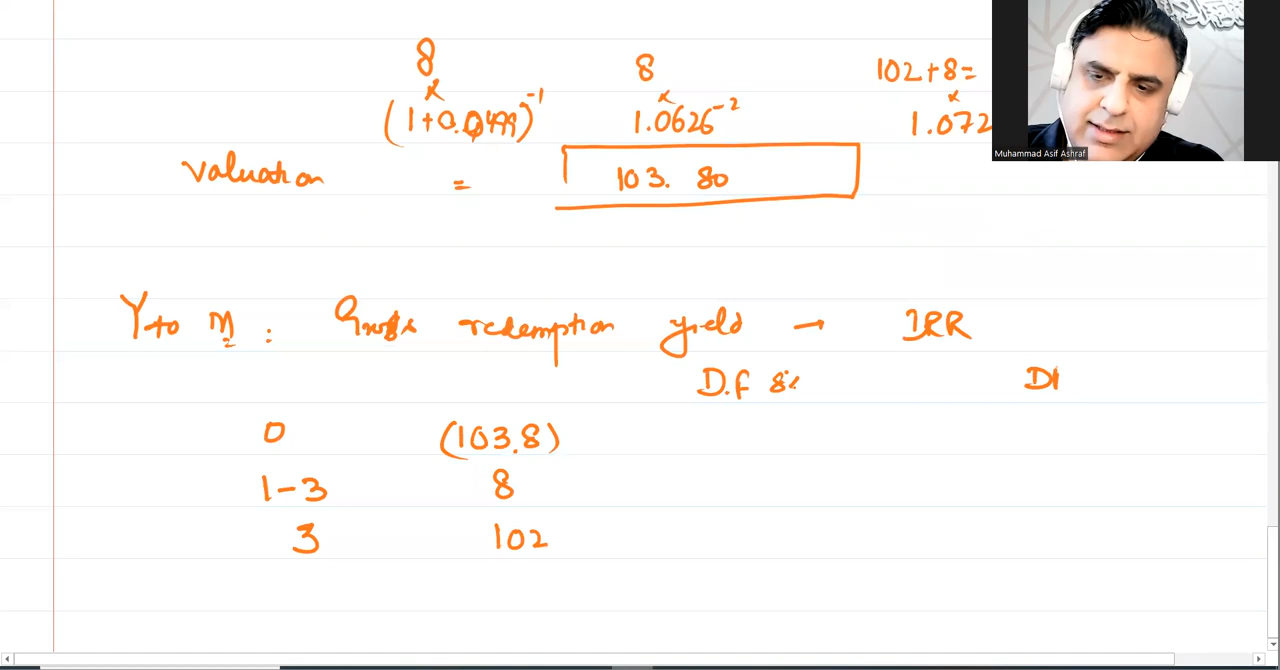 8 8 102+8=
x x x
(1+0.0499)⁻¹ 1.0626⁻² 1.072
Muhammad Asif Ashraf
valuation = 103.80
Y to M : Gross redemption yield → IRR
D.f 8% D
0 (103.8)
1-3 8
3 102